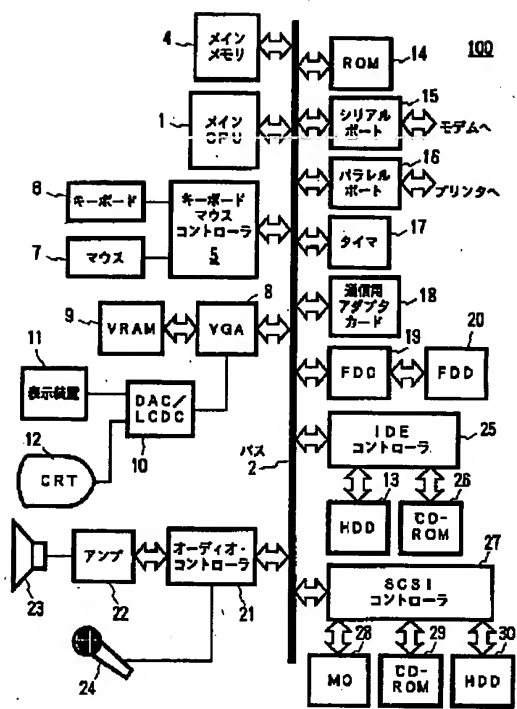 4
メイン
メモリ
ROM
14
100
1
メイン
CPU
15
シリアル
ポート
モデムへ
16
パラレル
ポート
プリンタへ
6
キーボード
7
マウス
キーボード
マウス
コントローラ
5
17
タイマ
8
9
VRAM
VGA
通信用
アダプタ
カード
18
11
表示装置
DAC/
LCDC
10
19
FDC
20
FDD
12
CRT
バス
2
IDE
コントローラ
25
13
HDD
26
CD-
ROM
23
アンプ
22
オーディオ・
コントローラ
21
27
SCSI
コントローラ
24
28
MO
29
CD-
ROM
30
HDD